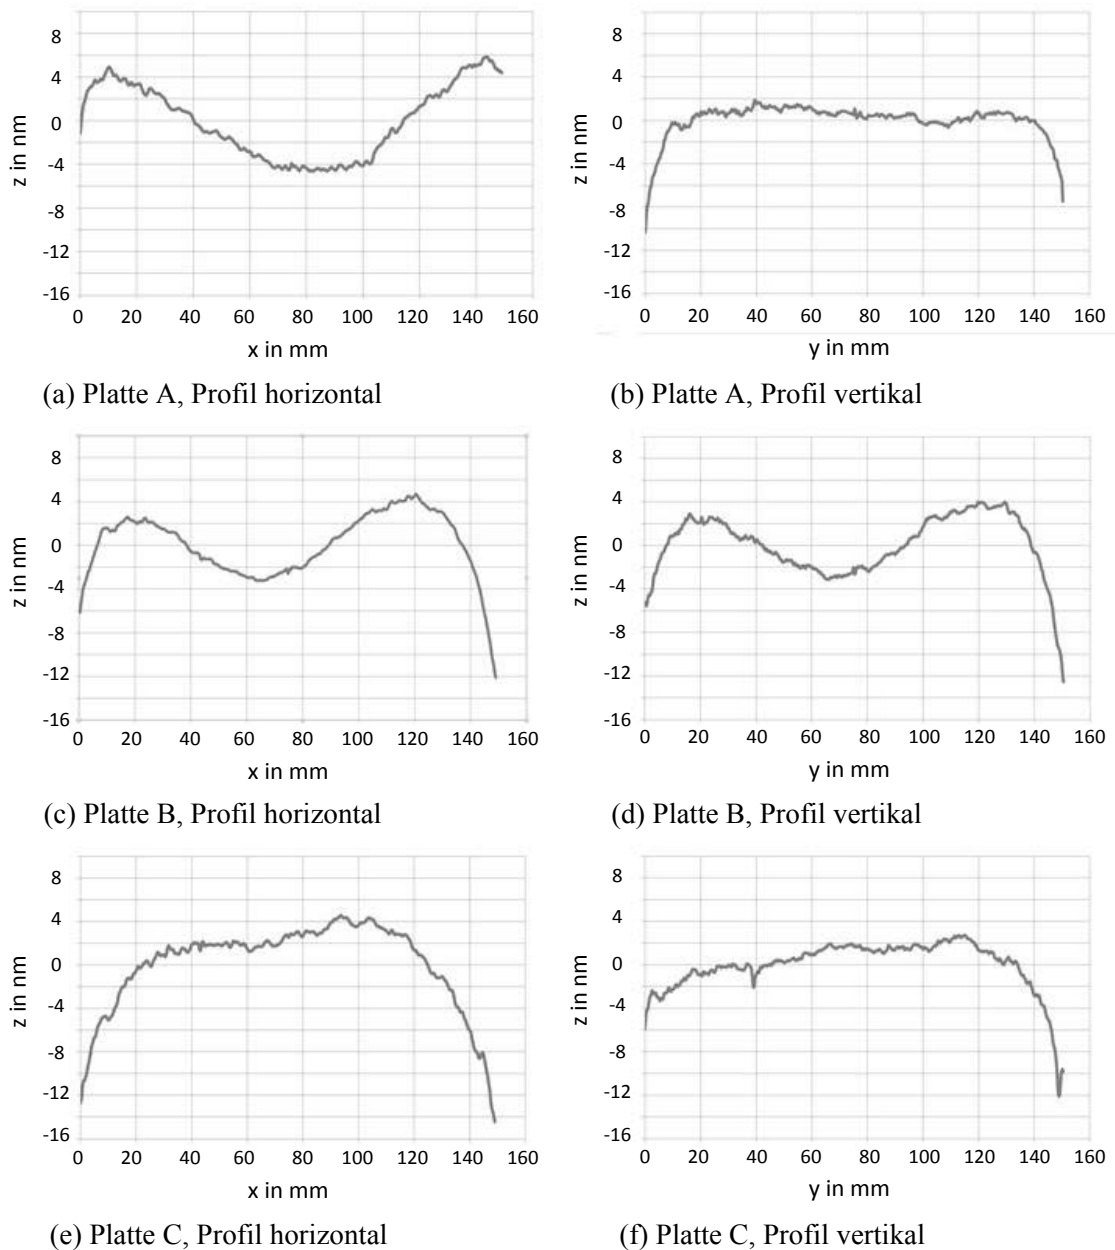 8
4
0
-4
-8
-12
-16
z in nm
0 20 40 60 80 100 120 140 160
x in mm
(a) Platte A, Profil horizontal
8
4
0
-4
-8
-12
-16
z in nm
0 20 40 60 80 100 120 140 160
y in mm
(b) Platte A, Profil vertikal
8
4
0
-4
-8
-12
-16
z in nm
0 20 40 60 80 100 120 140 160
x in mm
(c) Platte B, Profil horizontal
8
4
0
-4
-8
-12
-16
z in nm
0 20 40 60 80 100 120 140 160
y in mm
(d) Platte B, Profil vertikal
8
4
0
-4
-8
-12
-16
z in nm
0 20 40 60 80 100 120 140 160
x in mm
(e) Platte C, Profil horizontal
8
4
0
-4
-8
-12
-16
z in nm
0 20 40 60 80 100 120 140 160
y in mm
(f) Platte C, Profil vertikal